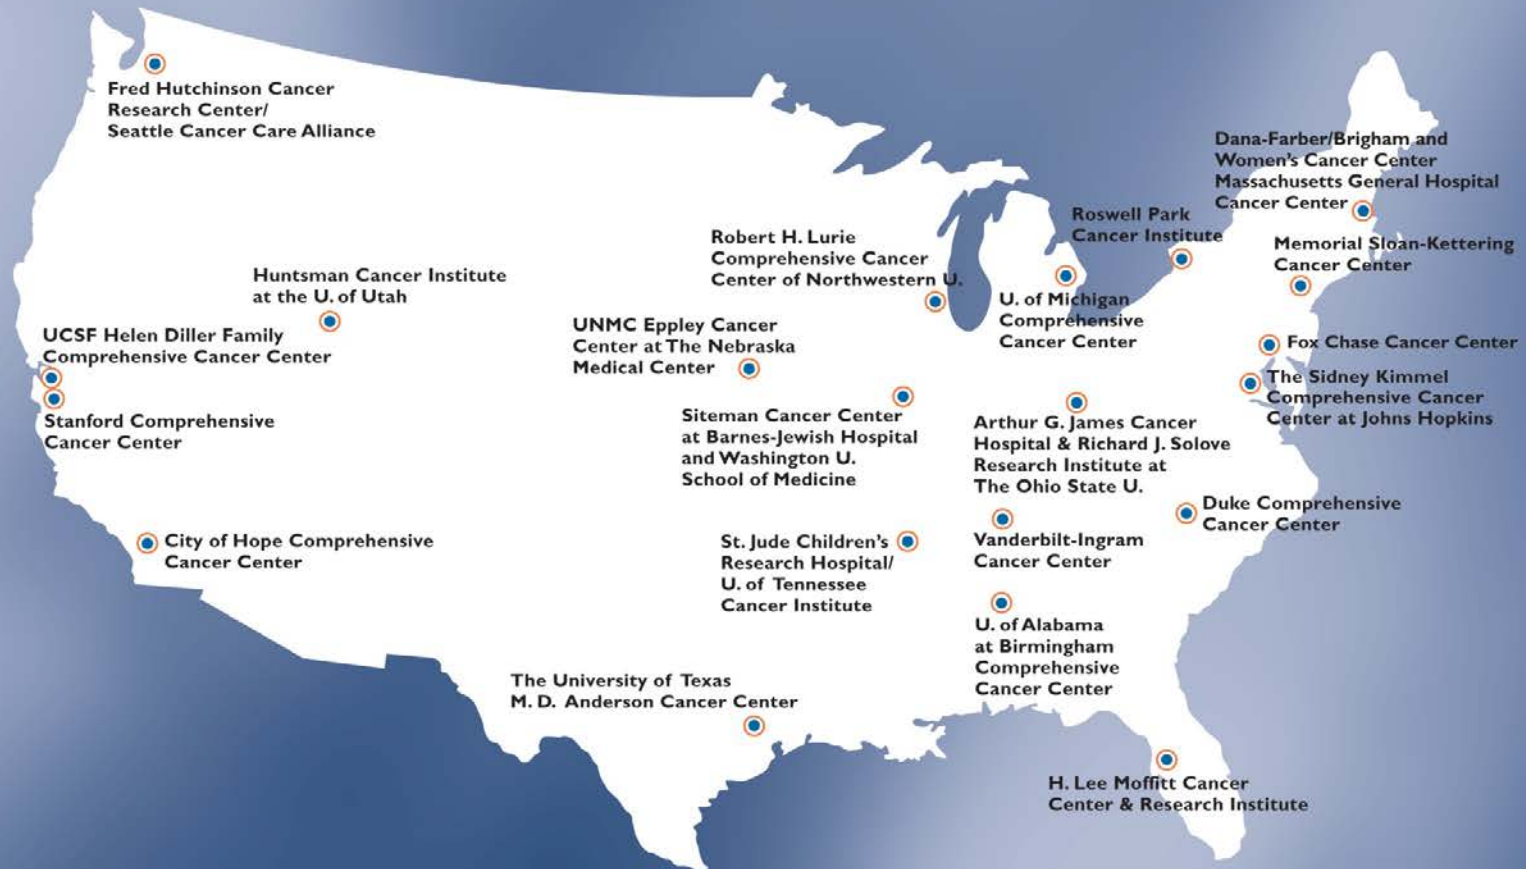 Fred Hutchinson Cancer
Research Center/
Seattle Cancer Care Alliance
Dana-Farber/Brigham and
Women's Cancer Center
Massachusetts General Hospital
Cancer Center
Roswell Park
Cancer Institute
Robert H. Lurie
Comprehensive Cancer
Center of Northwestern U.
Memorial Sloan-Kettering
Cancer Center
Huntsman Cancer Institute
at the U. of Utah
U. of Michigan
Comprehensive
Cancer Center
UCSF Helen Diller Family
Comprehensive Cancer Center
UNMC Eppley Cancer
Center at The Nebraska
Medical Center
Fox Chase Cancer Center
The Sidney Kimmel
Comprehensive Cancer
Center at Johns Hopkins
Stanford Comprehensive
Cancer Center
Siteman Cancer Center
at Barnes-Jewish Hospital
and Washington U.
School of Medicine
Arthur G. James Cancer
Hospital & Richard J. Solove
Research Institute at
The Ohio State U.
Duke Comprehensive
Cancer Center
City of Hope Comprehensive
Cancer Center
St. Jude Children's
Research Hospital/
U. of Tennessee
Cancer Institute
Vanderbilt-Ingram
Cancer Center
U. of Alabama
at Birmingham
Comprehensive
Cancer Center
The University of Texas
M. D. Anderson Cancer Center
H. Lee Moffitt Cancer
Center & Research Institute